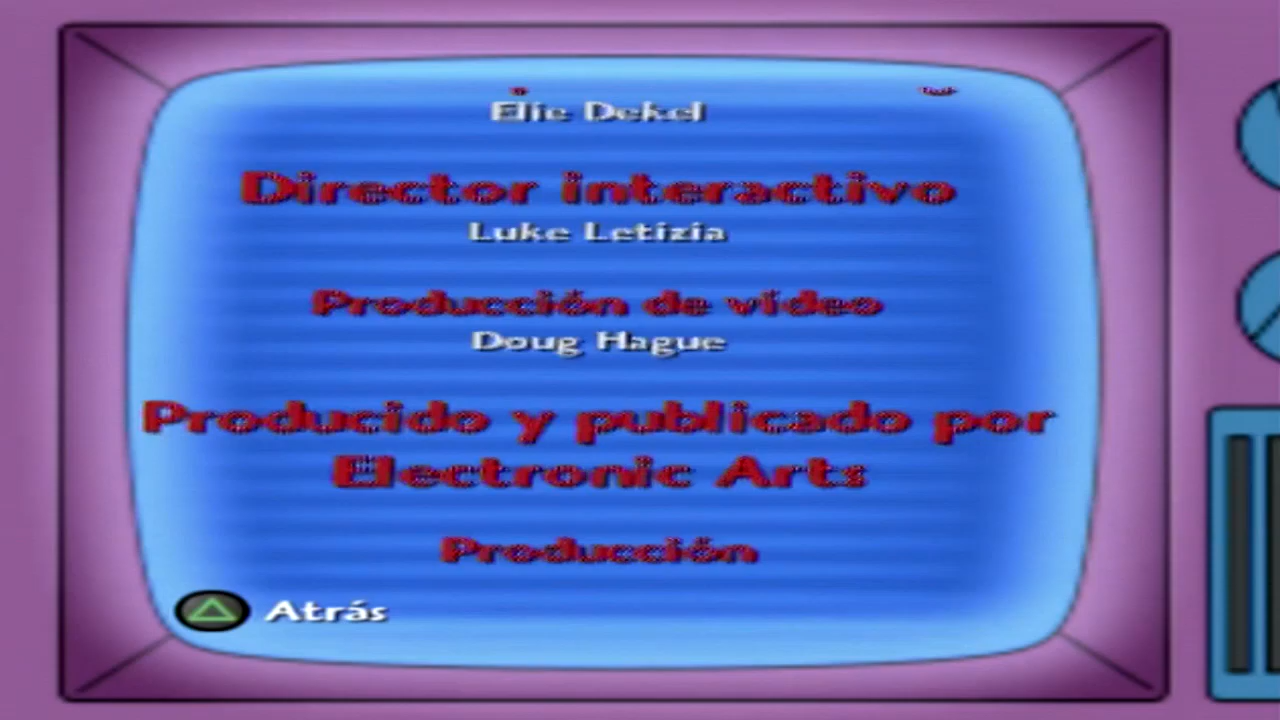 Elie Dekel
Director interactivo
Luke Letizia
Producción de vídeo
Doug Hague
Producido y publicado por
Electronic Arts
Producción
Atrás